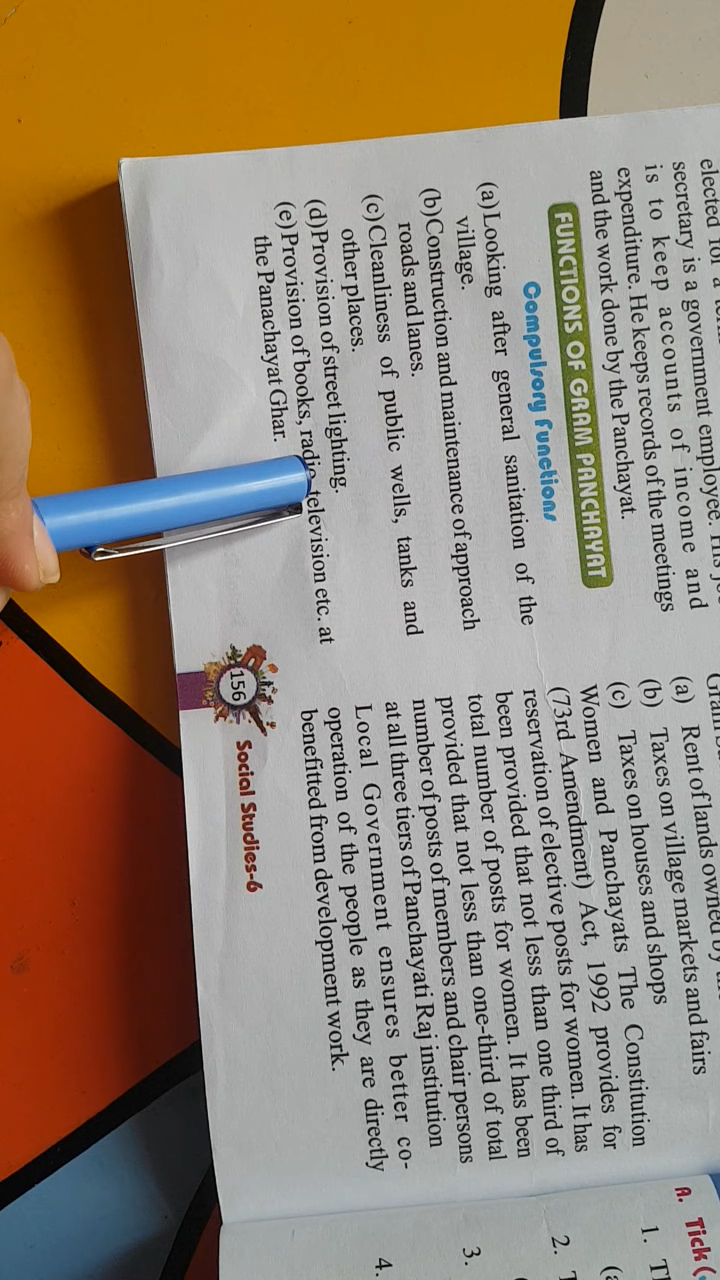 elected for a
secretary is a government employee.
is to keep accounts of income and
expenditure. He keeps records of the meetings
and the work done by the Panchayat.
FUNCTIONS OF GRAM PANCHAYAT
Compulsory Functions
(a) Looking after general sanitation of the
village.
(b) Construction and maintenance of approach
roads and lanes.
(c) Cleanliness of public wells, tanks and
other places.
(d) Provision of street lighting.
(e) Provision of books, radio television etc. at
the Panachayat Ghar.
(a) Rent of lands owned by
(b) Taxes on village markets and fairs
(c) Taxes on houses and shops
Women and Panchayats The Constitution
(73rd Amendment) Act, 1992 provides for
reservation of elective posts for women. It has
been provided that not less than one third of
total number of posts for women. It has been
provided that not less than one-third of total
number of posts of members and chair persons
at all three tiers of Panchayati Raj institution
Local Government ensures better co-
operation of the people as they are directly
benefitted from development work.
156
Social Studies-6
A. Tick (
1. T
2.
3.
4.